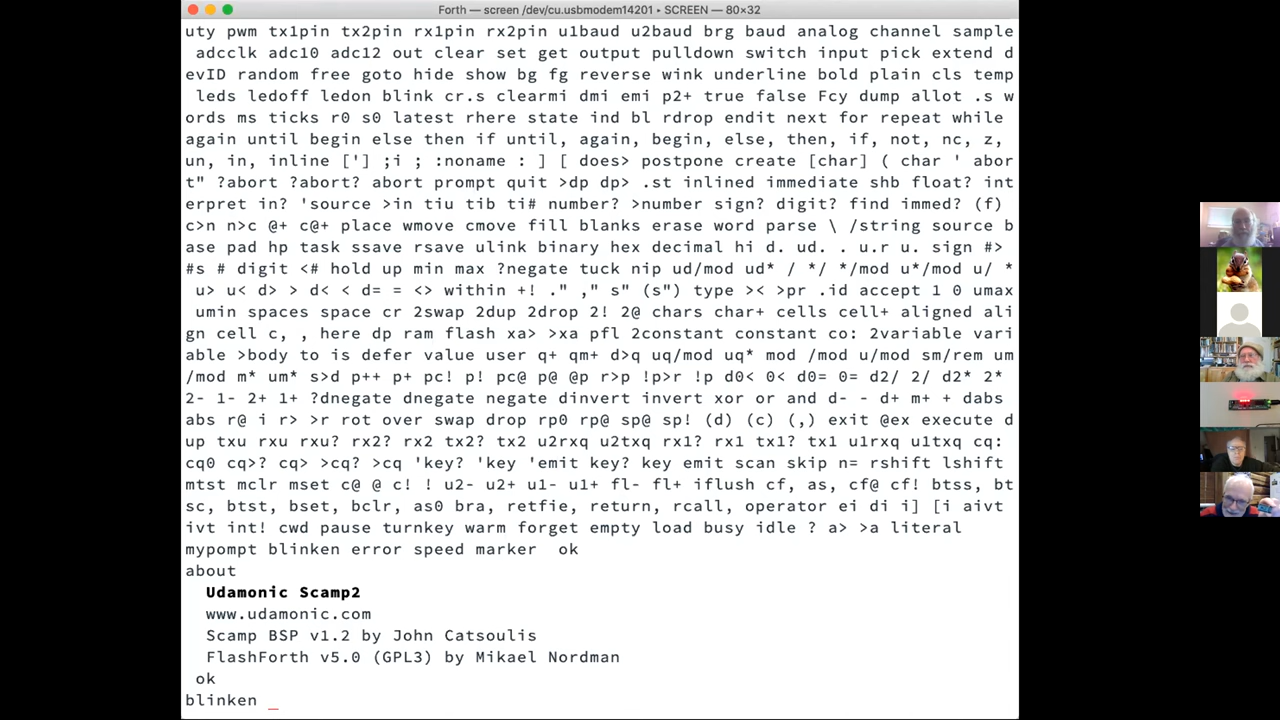 Forth — screen /dev/cu.usbmodem14201 ▸ SCREEN — 80×32
uty pwm tx1pin tx2pin rx1pin rx2pin u1baud u2baud brg baud analog channel sample
 adcclk adc10 adc12 out clear set get output pulldown switch input pick extend d
evID random free goto hide show bg fg reverse wink underline bold plain cls temp
 leds ledoff ledon blink cr.s clearmi dmi emi p2+ true false Fcy dump allot .s w
ords ms ticks r0 s0 latest rhere state ind bl rdrop endit next for repeat while
again until begin else then if until, again, begin, else, then, if, not, nc, z,
un, in, inline ['] ;i ; :noname : ] [ does> postpone create [char] ( char ' abor
t" ?abort ?abort? abort prompt quit >dp dp> .st inlined immediate shb float? int
erpret in? 'source >in tiu tib ti# number? >number sign? digit? find immed? (f)
c>n n>c @+ c@+ place wmove cmove fill blanks erase word parse \ /string source b
ase pad hp task ssave rsave ulink binary hex decimal hi d. ud. . u.r u. sign #>
#s # digit <# hold up min max ?negate tuck nip ud/mod ud* / */ */mod u*/mod u/ *
 u> u< d> > d< < d= = <> within +! ." ," s" (s") type >< >pr .id accept 1 0 umax
 umin spaces space cr 2swap 2dup 2drop 2! 2@ chars char+ cells cell+ aligned ali
gn cell c, , here dp ram flash xa> >xa pfl 2constant constant co: 2variable vari
able >body to is defer value user q+ qm+ d>q uq/mod uq* mod /mod u/mod sm/rem um
/mod m* um* s>d p++ p+ pc! p! pc@ p@ @p r>p !p>r !p d0< 0< d0= 0= d2/ 2/ d2* 2*
2- 1- 2+ 1+ ?dnegate dnegate negate dinvert invert xor or and d- - d+ m+ + dabs
abs r@ i r> >r rot over swap drop rp0 rp@ sp@ sp! (d) (c) (,) exit @ex execute d
up txu rxu rxu? rx2? rx2 tx2? tx2 u2rxq u2txq rx1? rx1 tx1? tx1 u1rxq u1txq cq:
cq0 cq>? cq> >cq? >cq 'key? 'key 'emit key? key emit scan skip n= rshift lshift
mtst mclr mset c@ @ c! ! u2- u2+ u1- u1+ fl- fl+ iflush cf, as, cf@ cf! btss, bt
sc, btst, bset, bclr, as0 bra, retfie, return, rcall, operator ei di i] [i aivt
ivt int! cwd pause turnkey warm forget empty load busy idle ? a> >a literal
mypompt blinken error speed marker  ok
about
Udamonic Scamp2
www.udamonic.com
Scamp BSP v1.2 by John Catsoulis
FlashForth v5.0 (GPL3) by Mikael Nordman
ok
blinken _